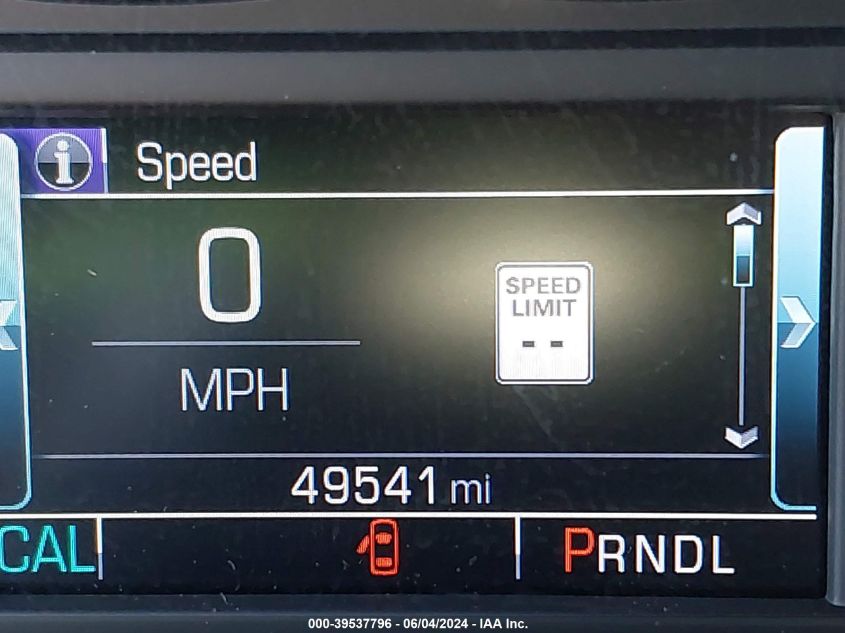 Speed
0
MPH
SPEED
LIMIT
--
49541 mi
CAL
PRNDL
000-39537796 - 06/04/2024 - IAA Inc.